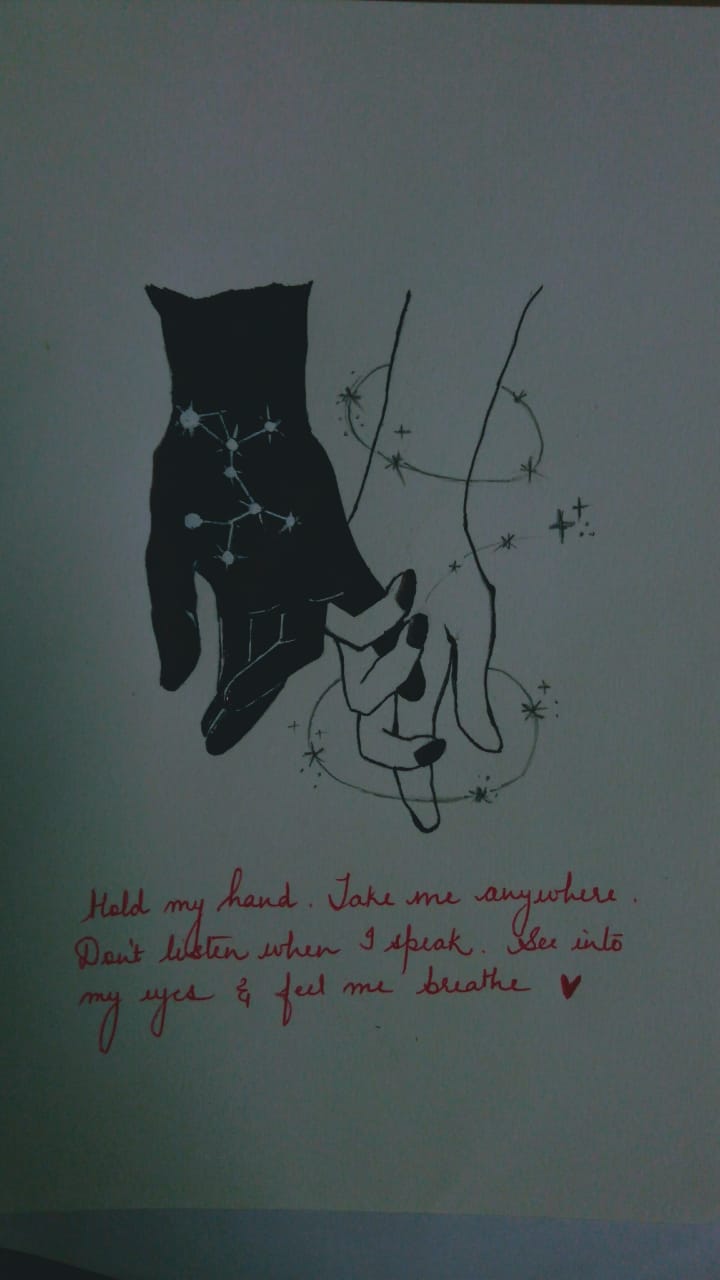 Hold my hand. Take me anywhere.
Don't listen when I speak. See into
my eyes & feel me breathe ♥